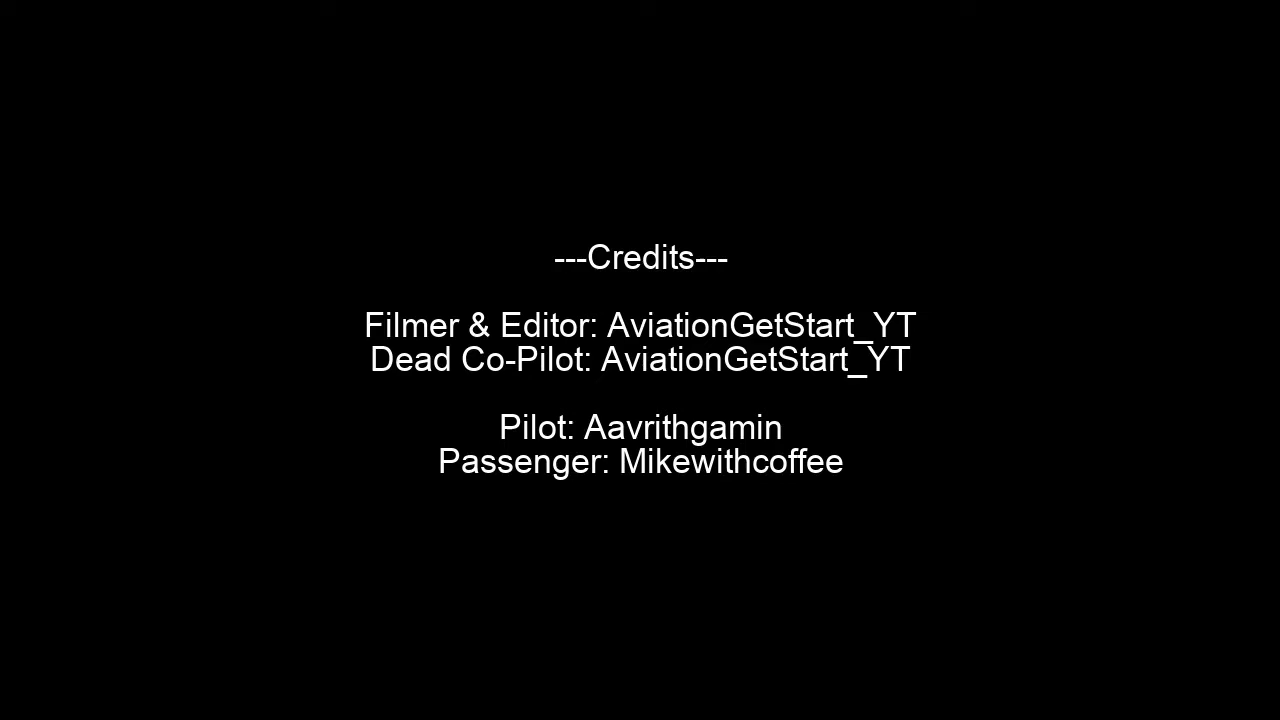 ---Credits---
Filmer & Editor: AviationGetStart_YT
Dead Co-Pilot: AviationGetStart_YT
Pilot: Aavrithgamin
Passenger: Mikewithcoffee